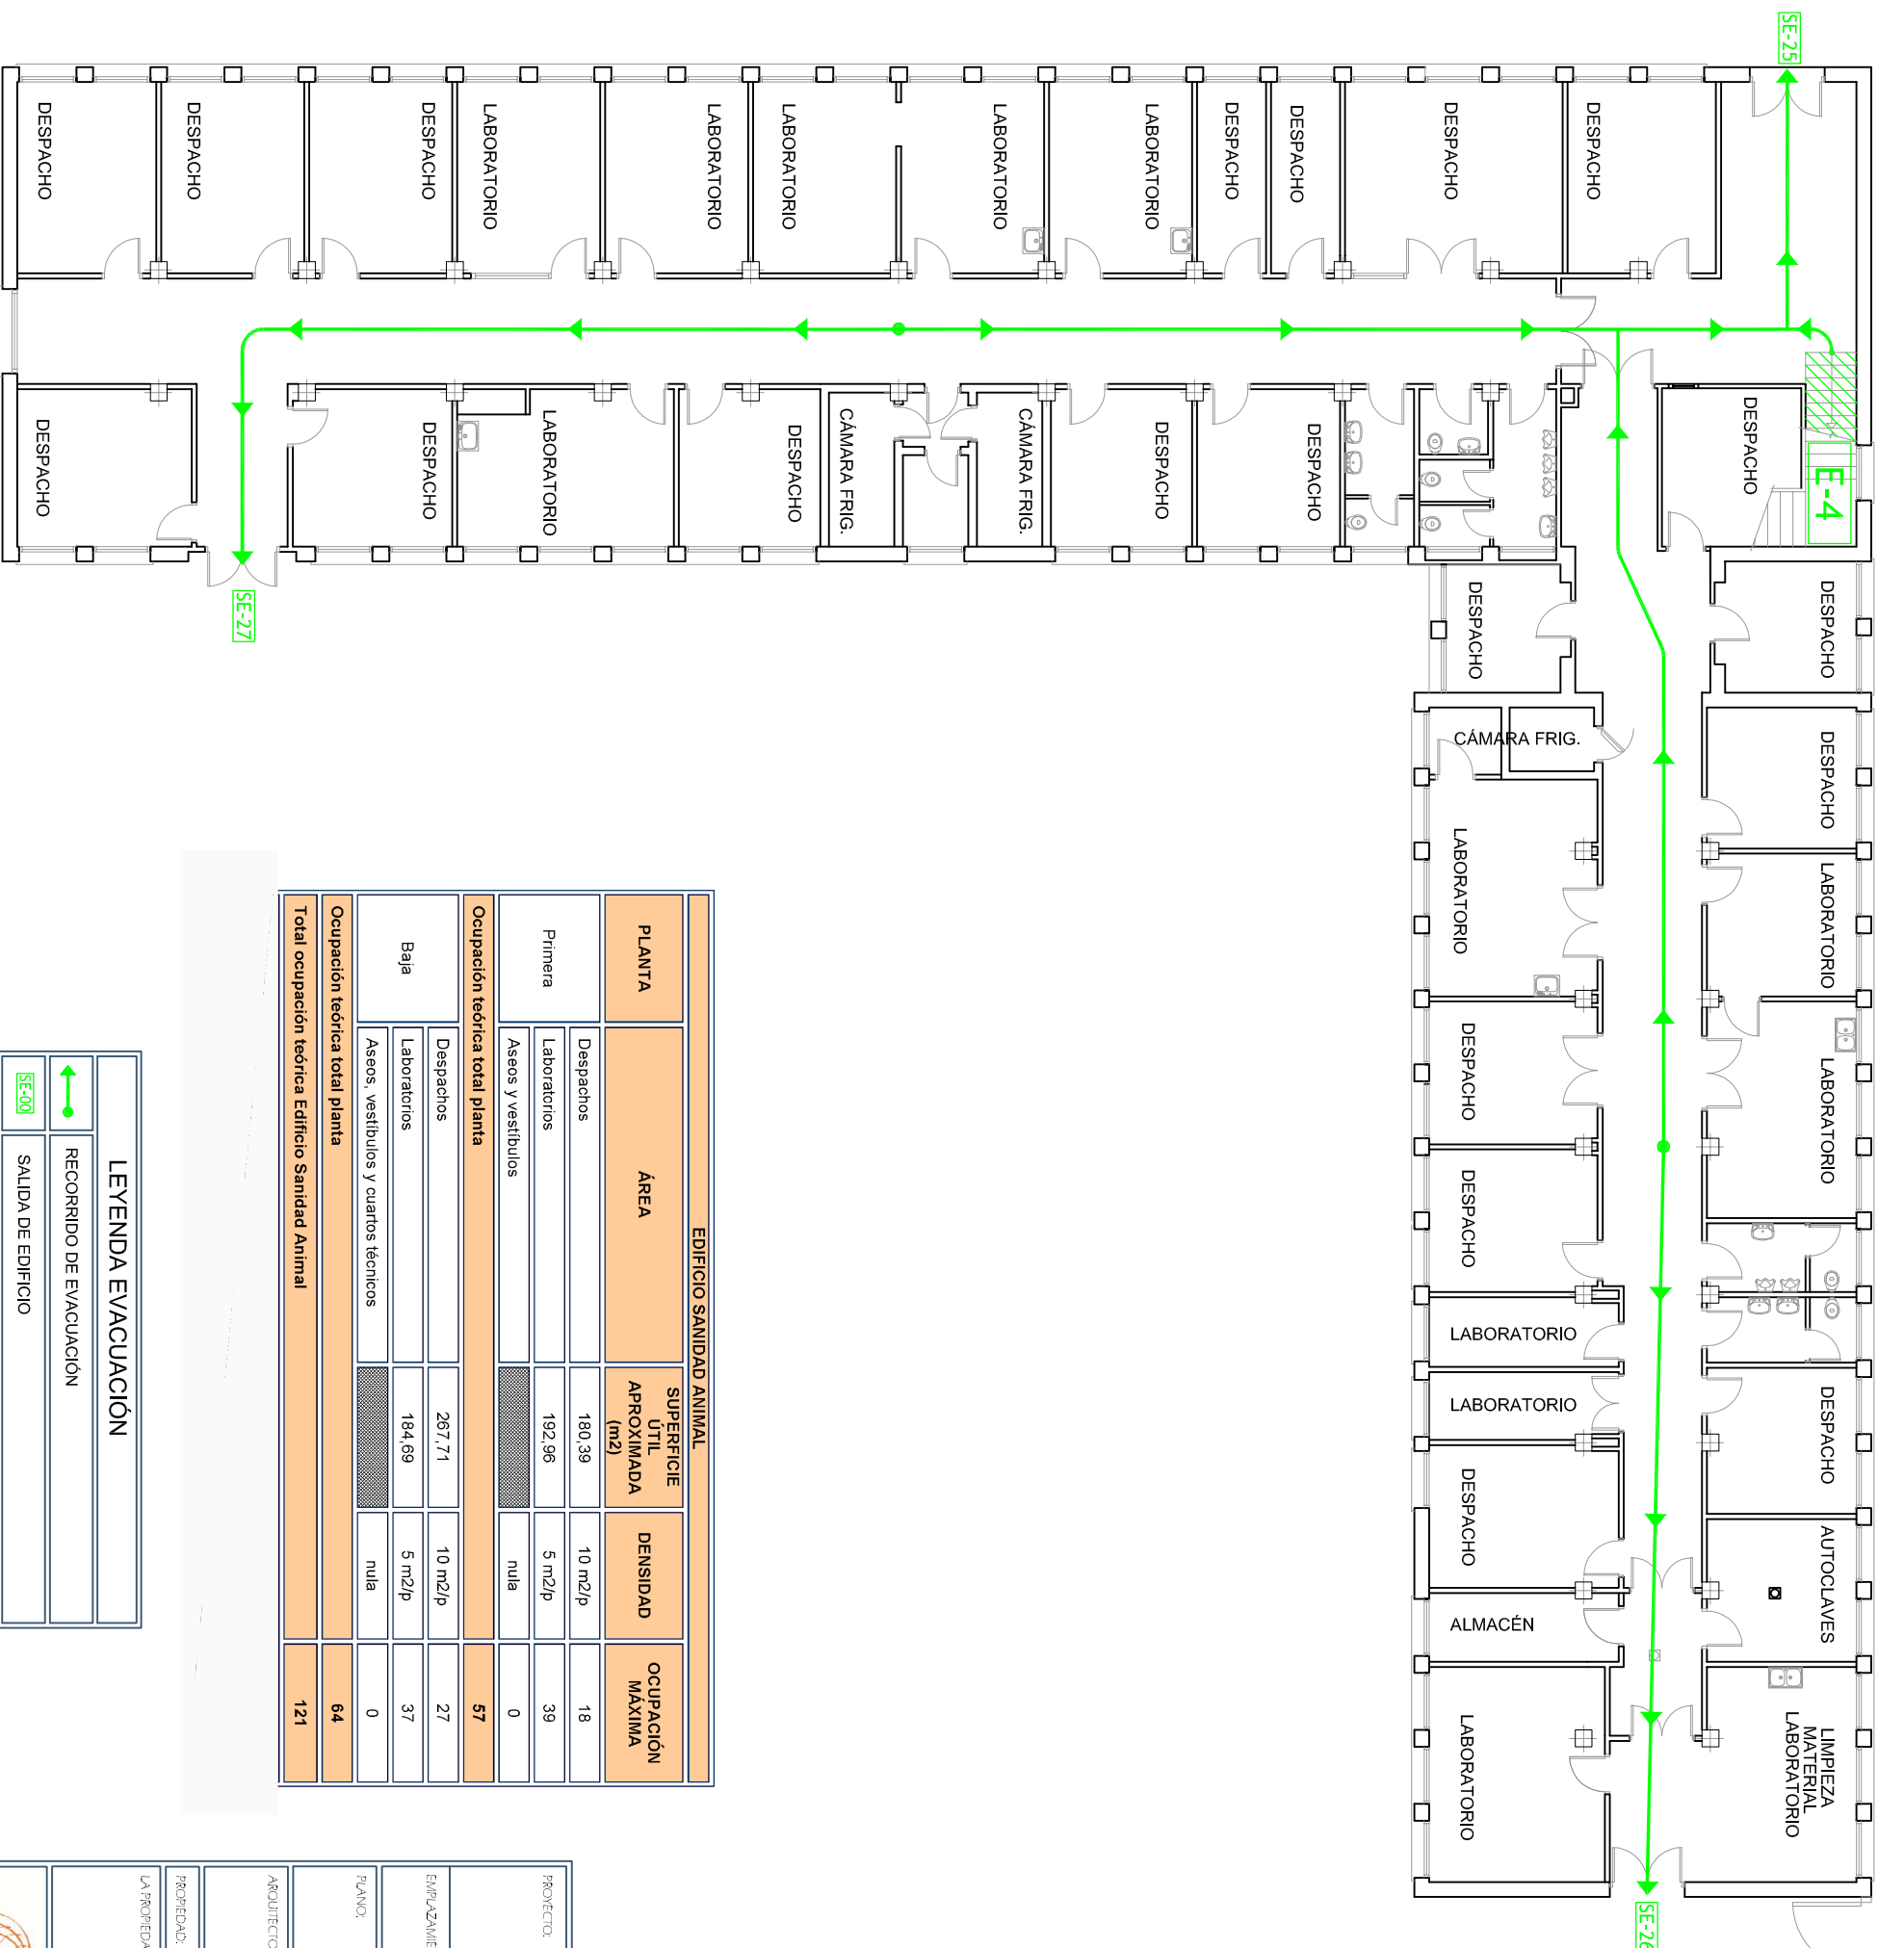 SE-25
DESPACHO
DESPACHO
DESPACHO
LABORATORIO
LABORATORIO
LABORATORIO
LABORATORIO
LABORATORIO
DESPACHO
DESPACHO
DESPACHO
DESPACHO
DESPACHO
DESPACHO
LABORATORIO
DESPACHO
CÁMARA FRIG.
CÁMARA FRIG.
DESPACHO
DESPACHO
DESPACHO
E-4
SE-27
DESPACHO
DESPACHO
CÁMARA FRIG.
DESPACHO
LABORATORIO
LABORATORIO
LABORATORIO
DESPACHO
DESPACHO
LABORATORIO
LABORATORIO
DESPACHO
DESPACHO
AUTOCLAVES
ALMACÉN
LABORATORIO
LIMPIEZA
MATERIAL
LABORATORIO
SE-26
EDIFICIO SANIDAD ANIMAL
PLANTA ÁREA SUPERFICIE ÚTIL APROXIMADA (m2) DENSIDAD OCUPACIÓN MÁXIMA
Primera Despachos 180,39 10 m2/p 18
Laboratorios 192,96 5 m2/p 39
Aseos y vestíbulos nula 0
Ocupación teórica total planta 57
Baja Despachos 267,71 10 m2/p 27
Laboratorios 184,69 5 m2/p 37
Aseos, vestíbulos y cuartos técnicos nula 0
Ocupación teórica total planta 64
Total ocupación teórica Edificio Sanidad Animal 121
LEYENDA EVACUACIÓN
RECORRIDO DE EVACUACIÓN
SE-00 SALIDA DE EDIFICIO
PROYECTO:
EMPLAZAMIE
PLANO:
ARQUITECTO
PROPIEDAD:
LA PROPIEDA